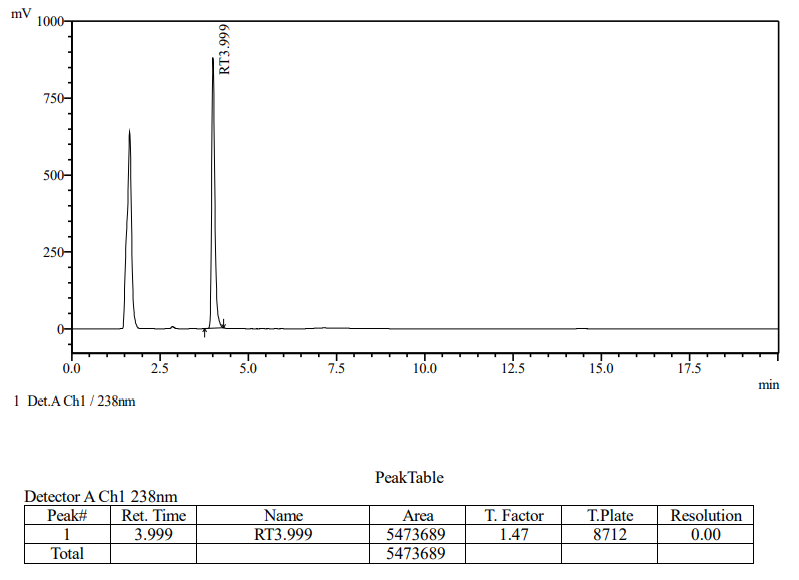 mV
1000
RT3.999
750
500
250
0
0.0 2.5 5.0 7.5 10.0 12.5 15.0 17.5
min
1 Det.A Ch1 / 238nm
PeakTable
Detector A Ch1 238nm
Peak# Ret. Time Name Area T. Factor T.Plate Resolution
1 3.999 RT3.999 5473689 1.47 8712 0.00
Total 5473689